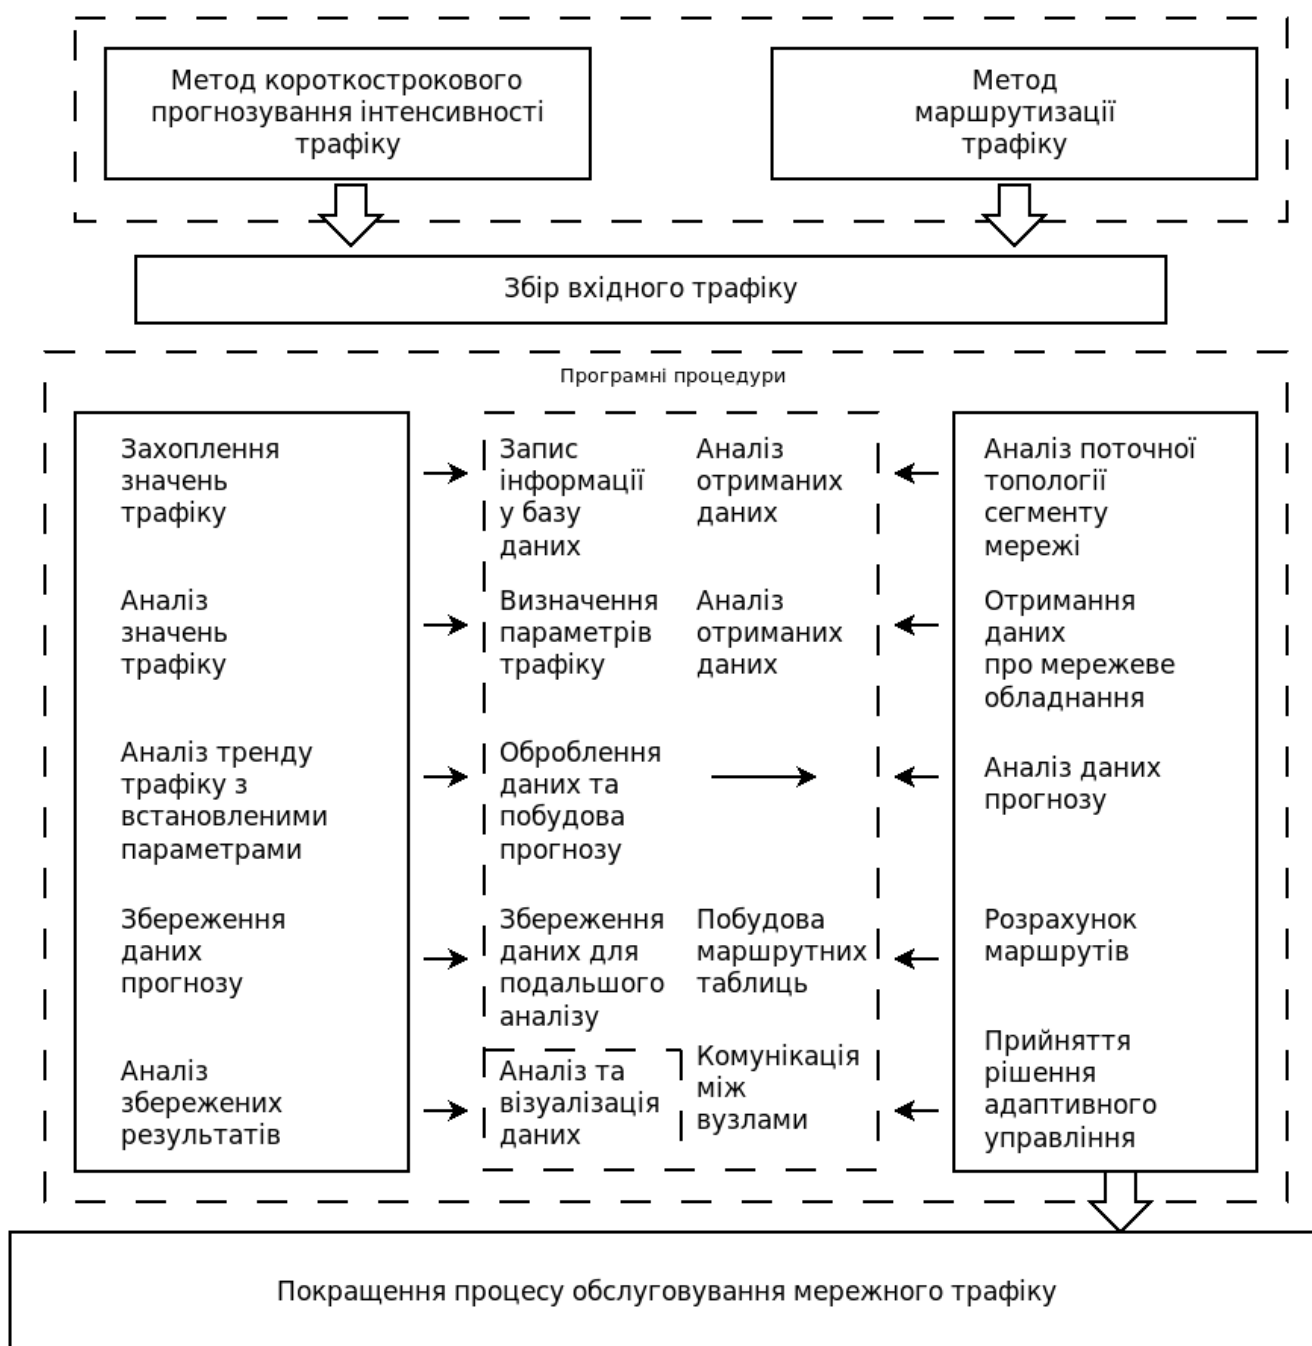 Метод короткострокового
прогнозування інтенсивності
трафіку
Метод
маршрутизації
трафіку
Збір вхідного трафіку
Програмні процедури
Захоплення
значень
трафіку
Запис
інформації
у базу
даних
Аналіз
отриманих
даних
Аналіз поточної
топології
сегменту
мережі
Аналіз
значень
трафіку
Визначення
параметрів
трафіку
Аналіз
отриманих
даних
Отримання
даних
про мережеве
обладнання
Аналіз тренду
трафіку з
встановленими
параметрами
Оброблення
даних та
побудова
прогнозу
Аналіз даних
прогнозу
Збереження
даних
прогнозу
Збереження
даних для
подальшого
аналізу
Побудова
маршрутних
таблиць
Розрахунок
маршрутів
Аналіз
збережених
результатів
Аналіз та
візуалізація
даних
Комунікація
між
вузлами
Прийняття
рішення
адаптивного
управління
Покращення процесу обслуговування мережного трафіку